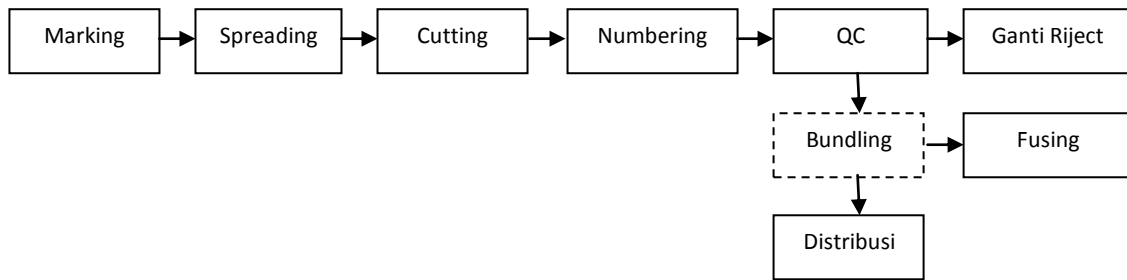 Marking
Spreading
Cutting
Numbering
QC
Ganti Riject
Bundling
Fusing
Distribusi